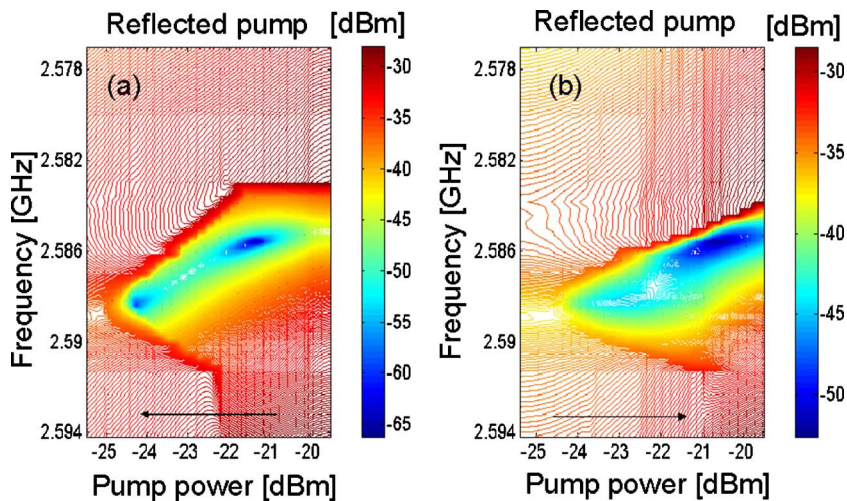 Reflected pump [dBm]
(a)
Frequency [GHz]
2.578
2.582
2.586
2.59
2.594
-25 -24 -23 -22 -21 -20
Pump power [dBm]
-30
-35
-40
-45
-50
-55
-60
-65
Reflected pump [dBm]
(b)
Frequency [GHz]
2.578
2.582
2.586
2.59
2.594
-25 -24 -23 -22 -21 -20
Pump power [dBm]
-30
-35
-40
-45
-50